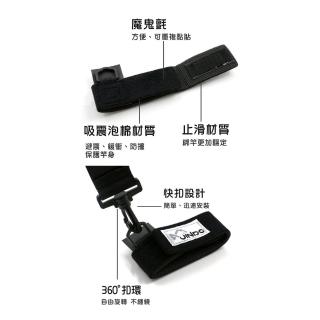 魔鬼氈
方便、可重複黏貼
吸震泡棉材質
避震、緩衝、防撞
保護竿身
止滑材質
綁竿更加穩定
快扣設計
簡單、迅速安裝
360°扣環
自由旋轉 不纏繞